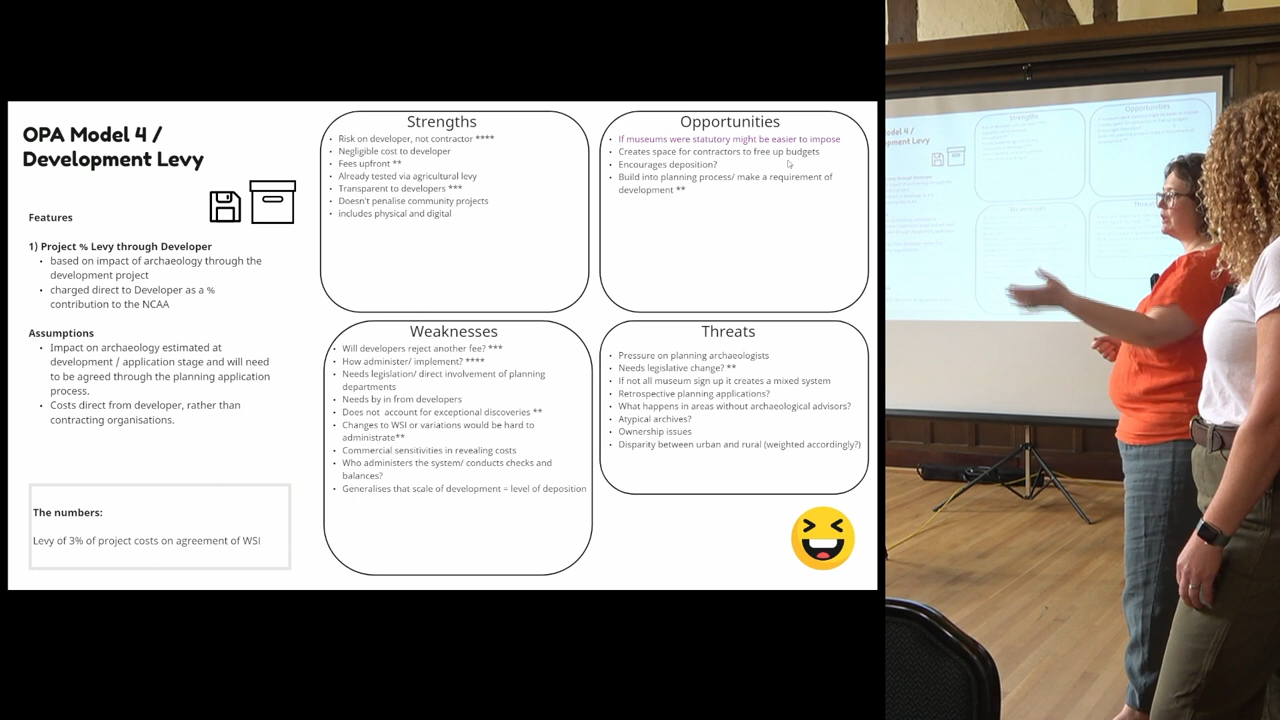 OPA Model 4 /
Development Levy
Features
1) Project % Levy through Developer
• based on impact of archaeology through the
development project
• charged direct to Developer as a %
contribution to the NCAA
Assumptions
• Impact on archaeology estimated at
development / application stage and will need
to be agreed through the planning application
process.
• Costs direct from developer, rather than
contracting organisations.
The numbers:
Levy of 3% of project costs on agreement of WSI
Strengths
• Risk on developer, not contractor ****
• Negligible cost to developer
• Fees upfront **
• Already tested via agricultural levy
• Transparent to developers ***
• Doesn't penalise community projects
• includes physical and digital
Opportunities
• If museums were statutory might be easier to impose
• Creates space for contractors to free up budgets
• Encourages deposition?
• Build into planning process/ make a requirement of
development **
Weaknesses
• Will developers reject another fee? ***
• How administer/ implement? ****
• Needs legislation/ direct involvement of planning
departments
• Needs by in from developers
• Does not account for exceptional discoveries **
• Changes to WSI or variations would be hard to
administrate**
• Commercial sensitivities in revealing costs
• Who administers the system/ conducts checks and
balances?
• Generalises that scale of development = level of deposition
Threats
• Pressure on planning archaeologists
• Needs legislative change? **
• If not all museum sign up it creates a mixed system
• Retrospective planning applications?
• What happens in areas without archaeological advisors?
• Atypical archives?
• Ownership issues
• Disparity between urban and rural (weighted accordingly?)
Strengths
Opportunities
Weaknesses